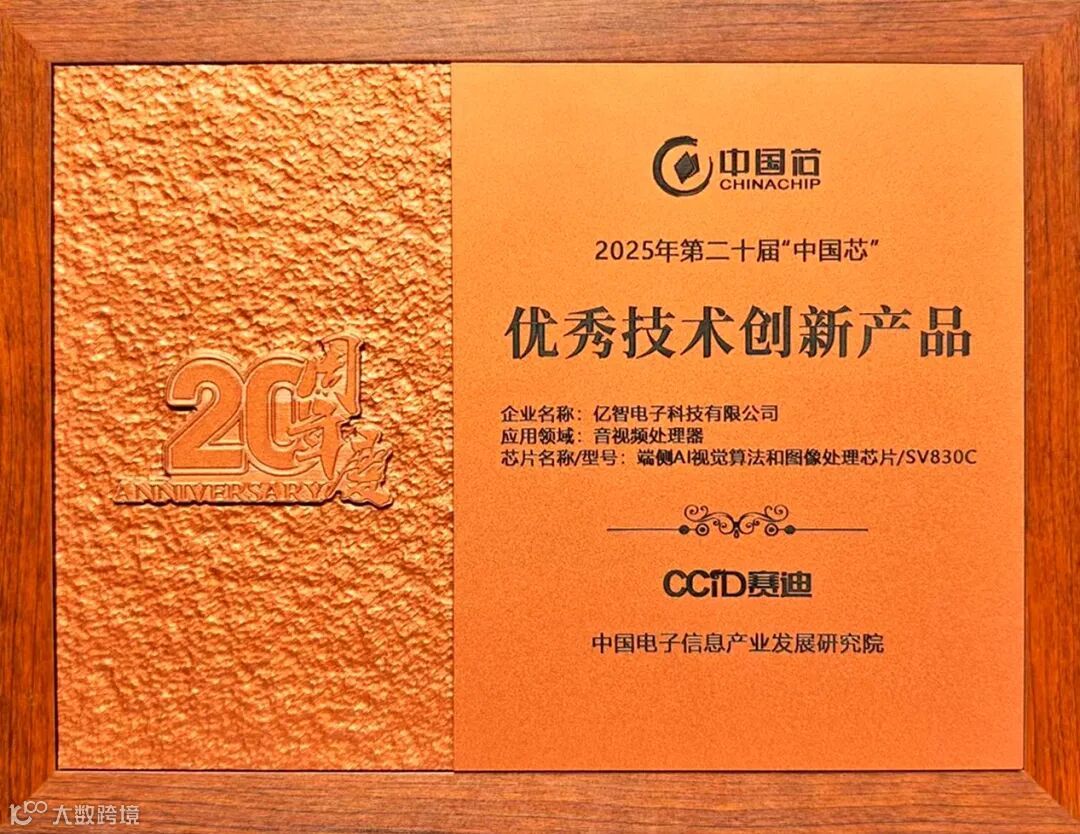 20周年度
ANNIVERSARY
中国芯
CHINACHIP
2025年第二十届“中国芯”
优秀技术创新产品
企业名称：亿智电子科技有限公司
应用领域：音视频处理器
芯片名称/型号：端侧AI视觉算法和图像处理芯片/SV830C
CCID赛迪
中国电子信息产业发展研究院
大数跨境